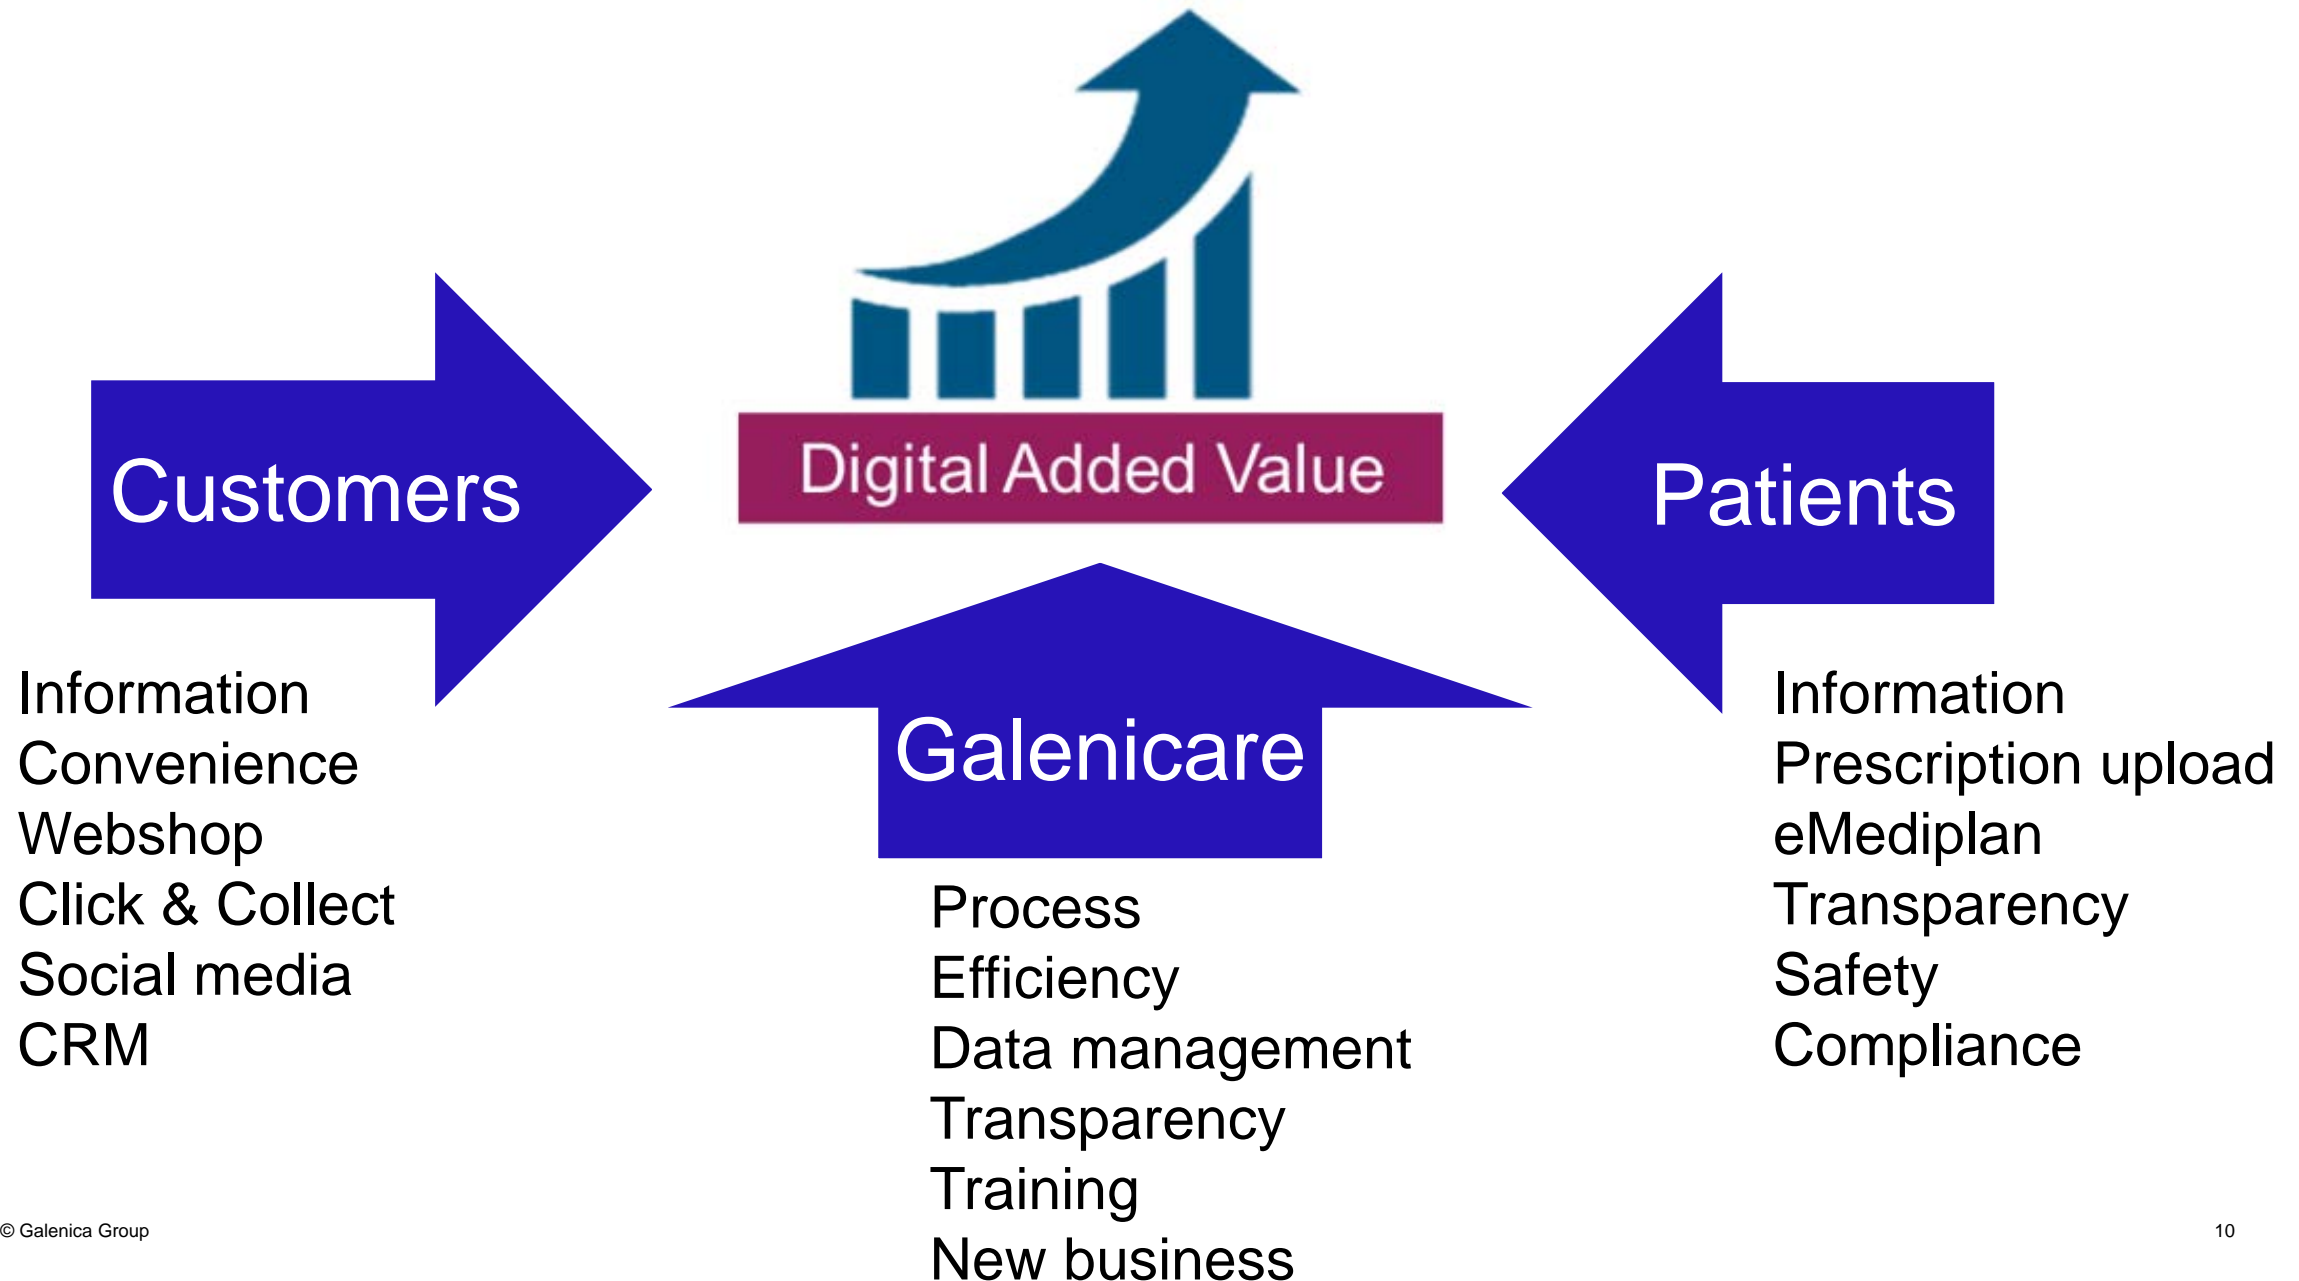 Digital Added Value
Customers
Patients
Galenicare
Information
Convenience
Webshop
Click & Collect
Social media
CRM
Process
Efficiency
Data management
Transparency
Training
New business
Information
Prescription upload
eMediplan
Transparency
Safety
Compliance
© Galenica Group
10